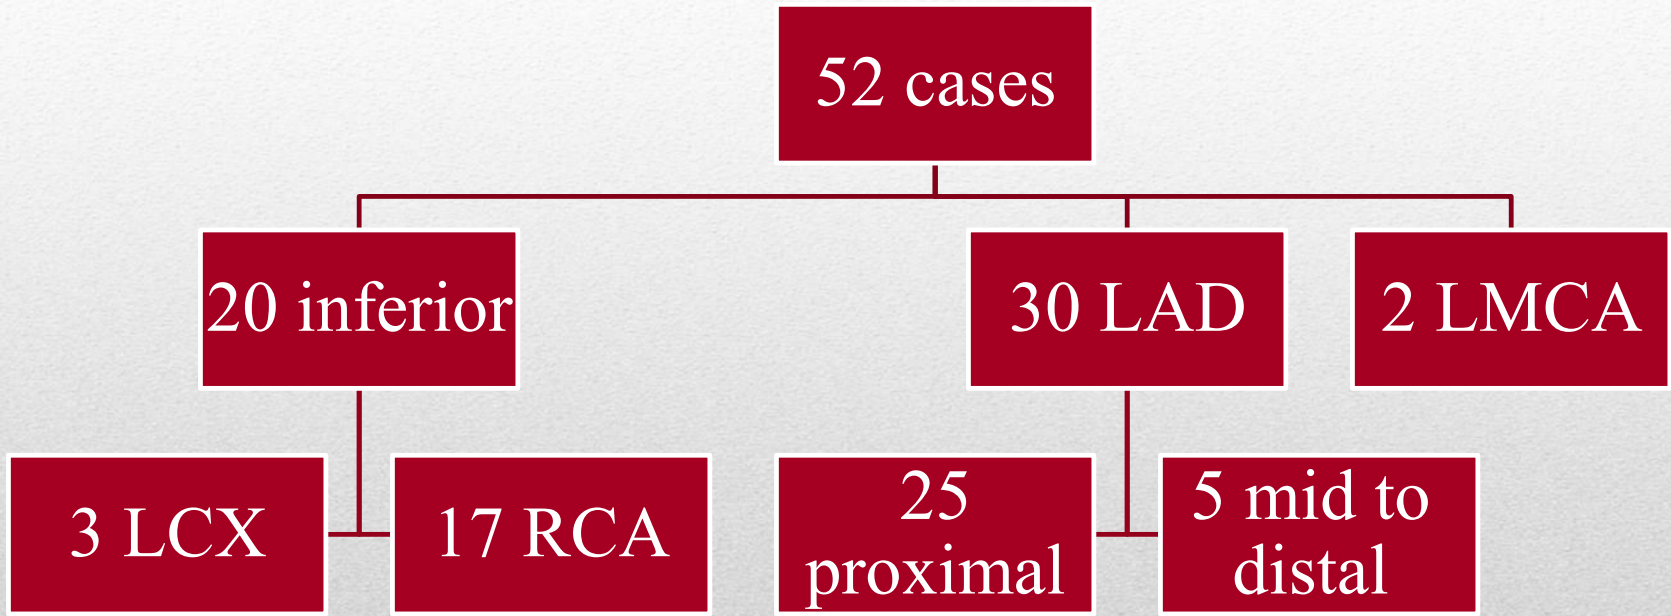 52 cases
20 inferior
30 LAD
2 LMCA
3 LCX
17 RCA
25
proximal
5 mid to
distal